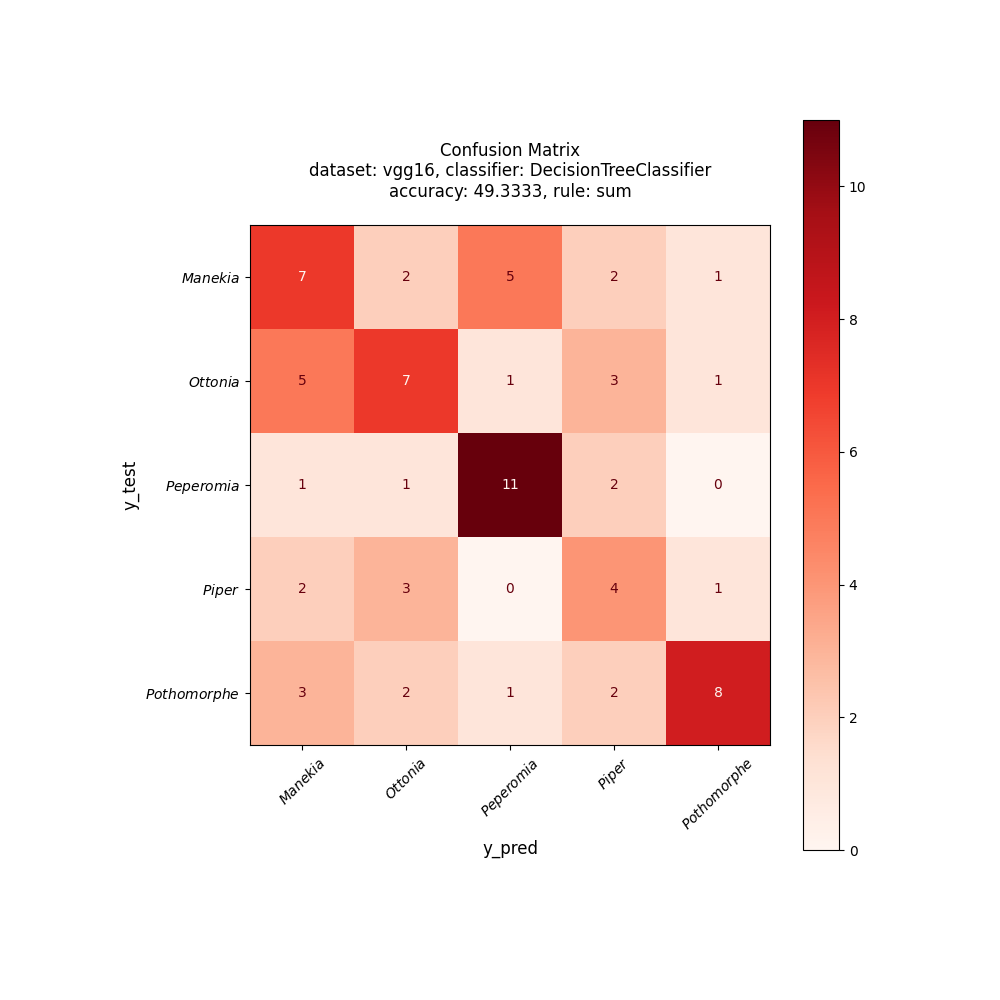 Confusion Matrix
dataset: vgg16, classifier: DecisionTreeClassifier
accuracy: 49.3333, rule: sum
y_test
Manekia 7 2 5 2 1
Ottonia 5 7 1 3 1
Peperomia 1 1 11 2 0
Piper 2 3 0 4 1
Pothomorphe 3 2 1 2 8
Manekia Ottonia Peperomia Piper Pothomorphe
y_pred
10
8
6
4
2
0